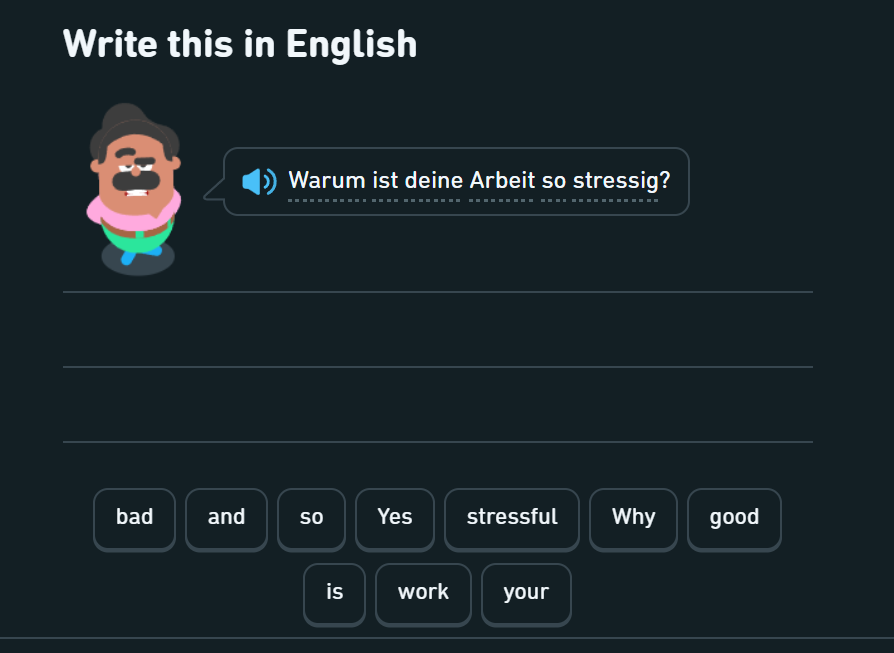 Write this in English
Warum ist deine Arbeit so stressig?
bad and so Yes stressful Why good
is work your